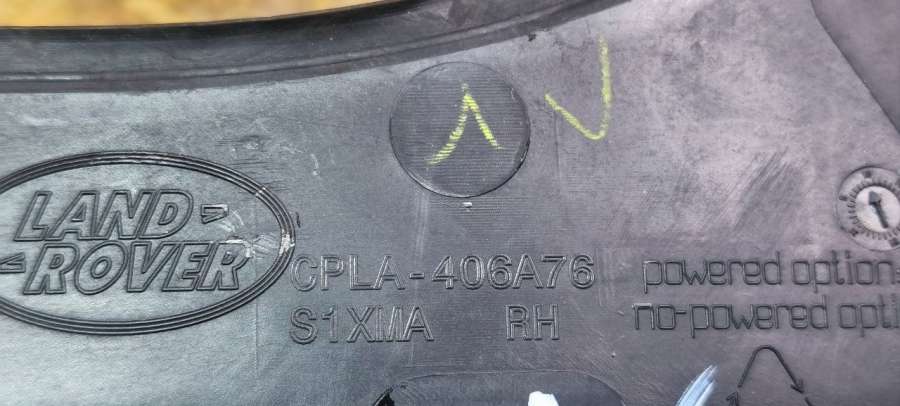 LAND
ROVER
CPLA-406A76
S1XMA RH
powered option
no-powered opti